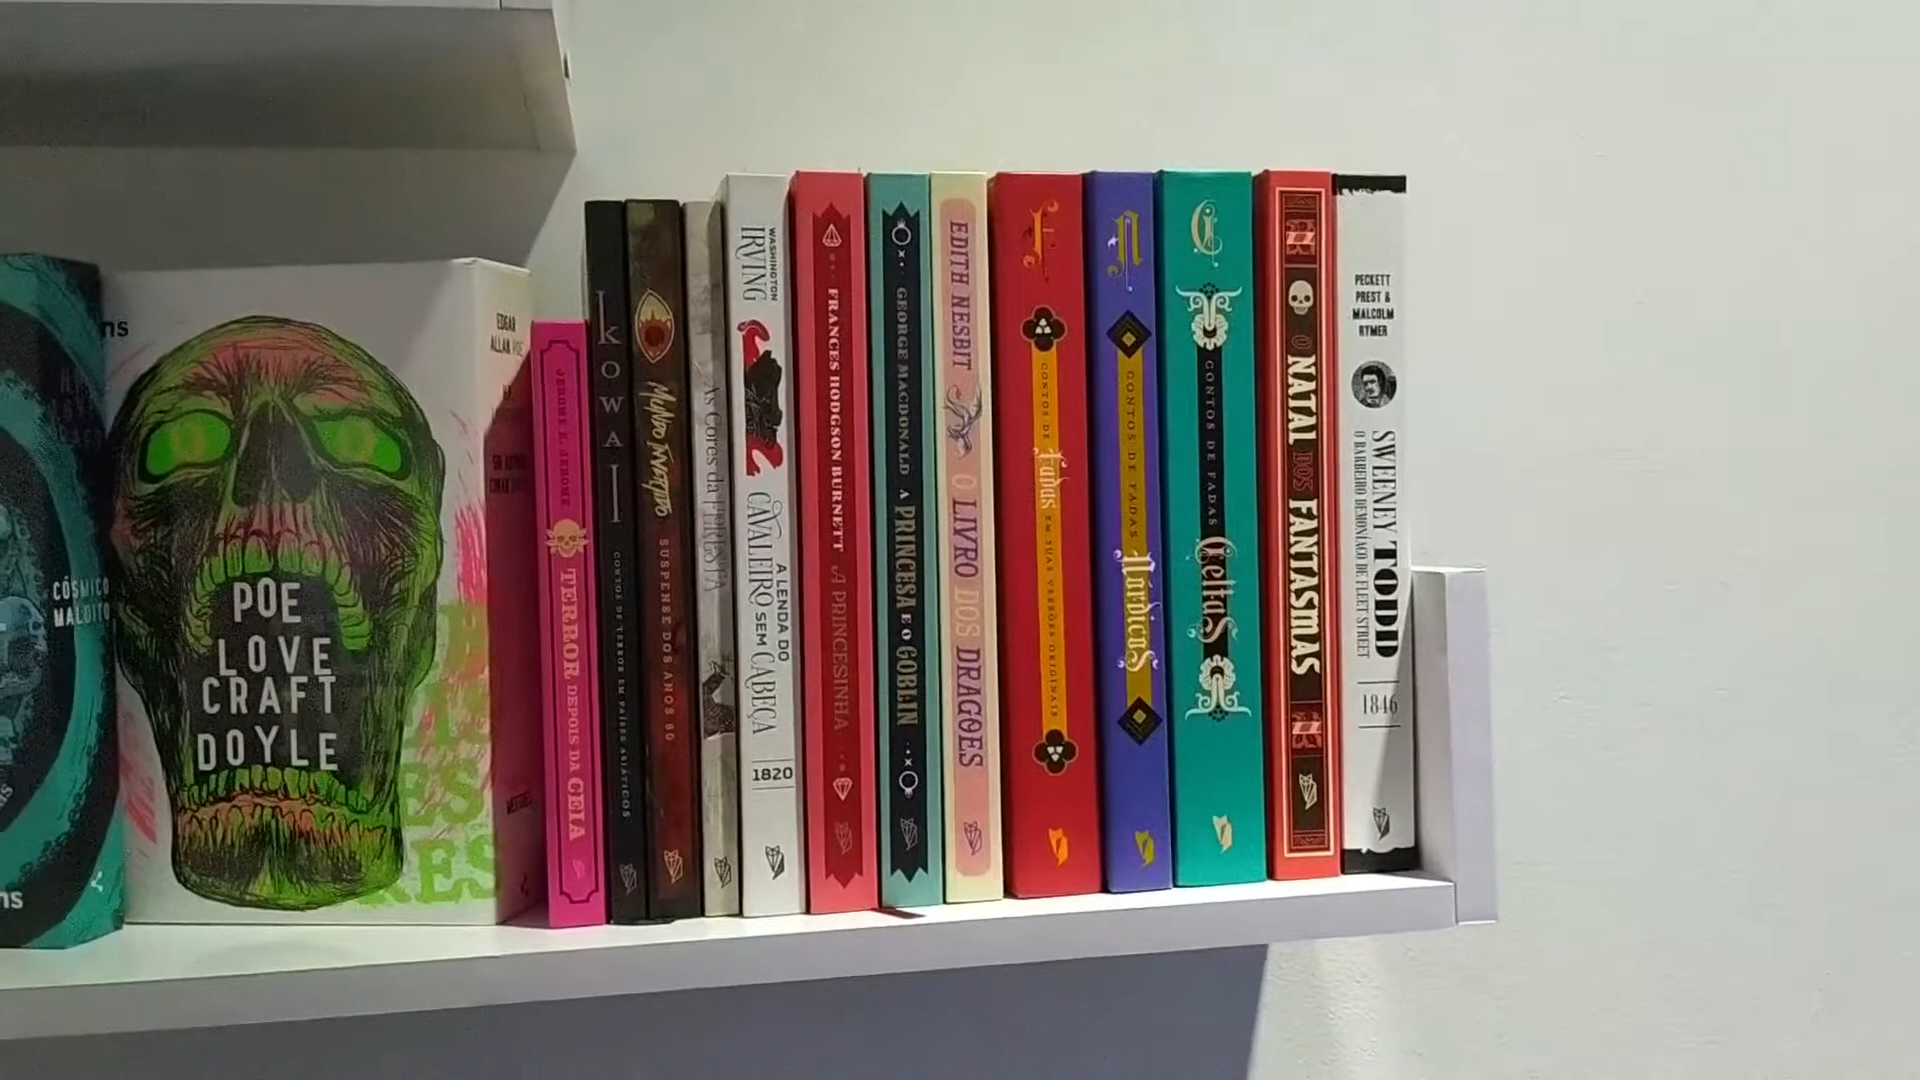 ns
CÓSMICO
MALDITO
ns
POE
LOVE
CRAFT
DOYLE
EDGAR
ALLAN POE
JEROME K. JEROME
TERROR DEPOIS DA CEIA
kowall
CONTOS DE TERROR EM PAÍSES ASIÁTICOS
SUSPENSE DOS ANOS 80
As Cores da
WASHINGTON
IRVING
A LENDA DO
CAVALEIRO SEM CABEÇA
1820
FRANCES HODGSON BURNETT A PRINCESINHA
GEORGE MACDONALD A PRINCESA E O GOBLIN
EDITH NESBIT O LIVRO DOS DRAGÕES
CONTOS DE Fadas EM SUAS VERSÕES ORIGINAIS
CONTOS DE FADAS Nórdicos
C
CONTOS DE FADAS Celtas
O NATAL DOS FANTASMAS
PECKETT
PREST &
MALCOLM
RYMER
SWEENEY TODD
O BARBEIRO DEMONÍACO DE FLEET STREET
1846